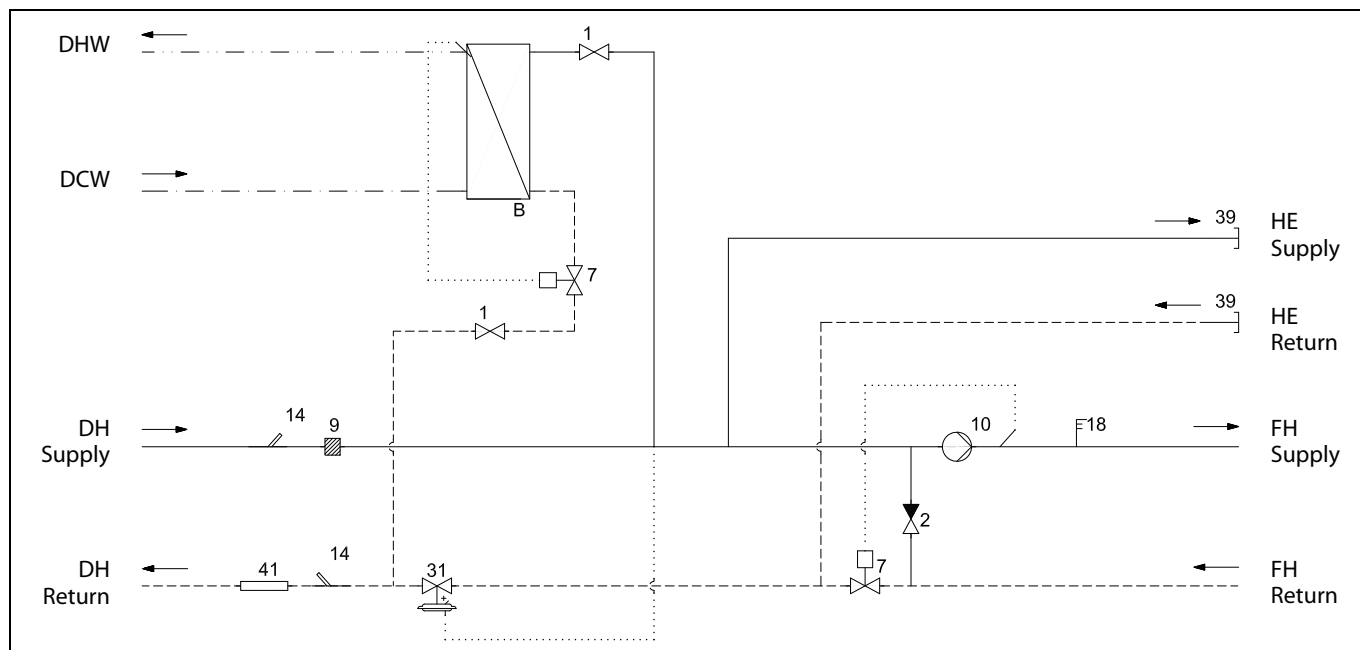 DHW
1
DCW
B
39
HE
Supply
7
39
HE
Return
1
DH
Supply
14
9
10
18
FH
Supply
2
DH
Return
41
14
31
7
FH
Return